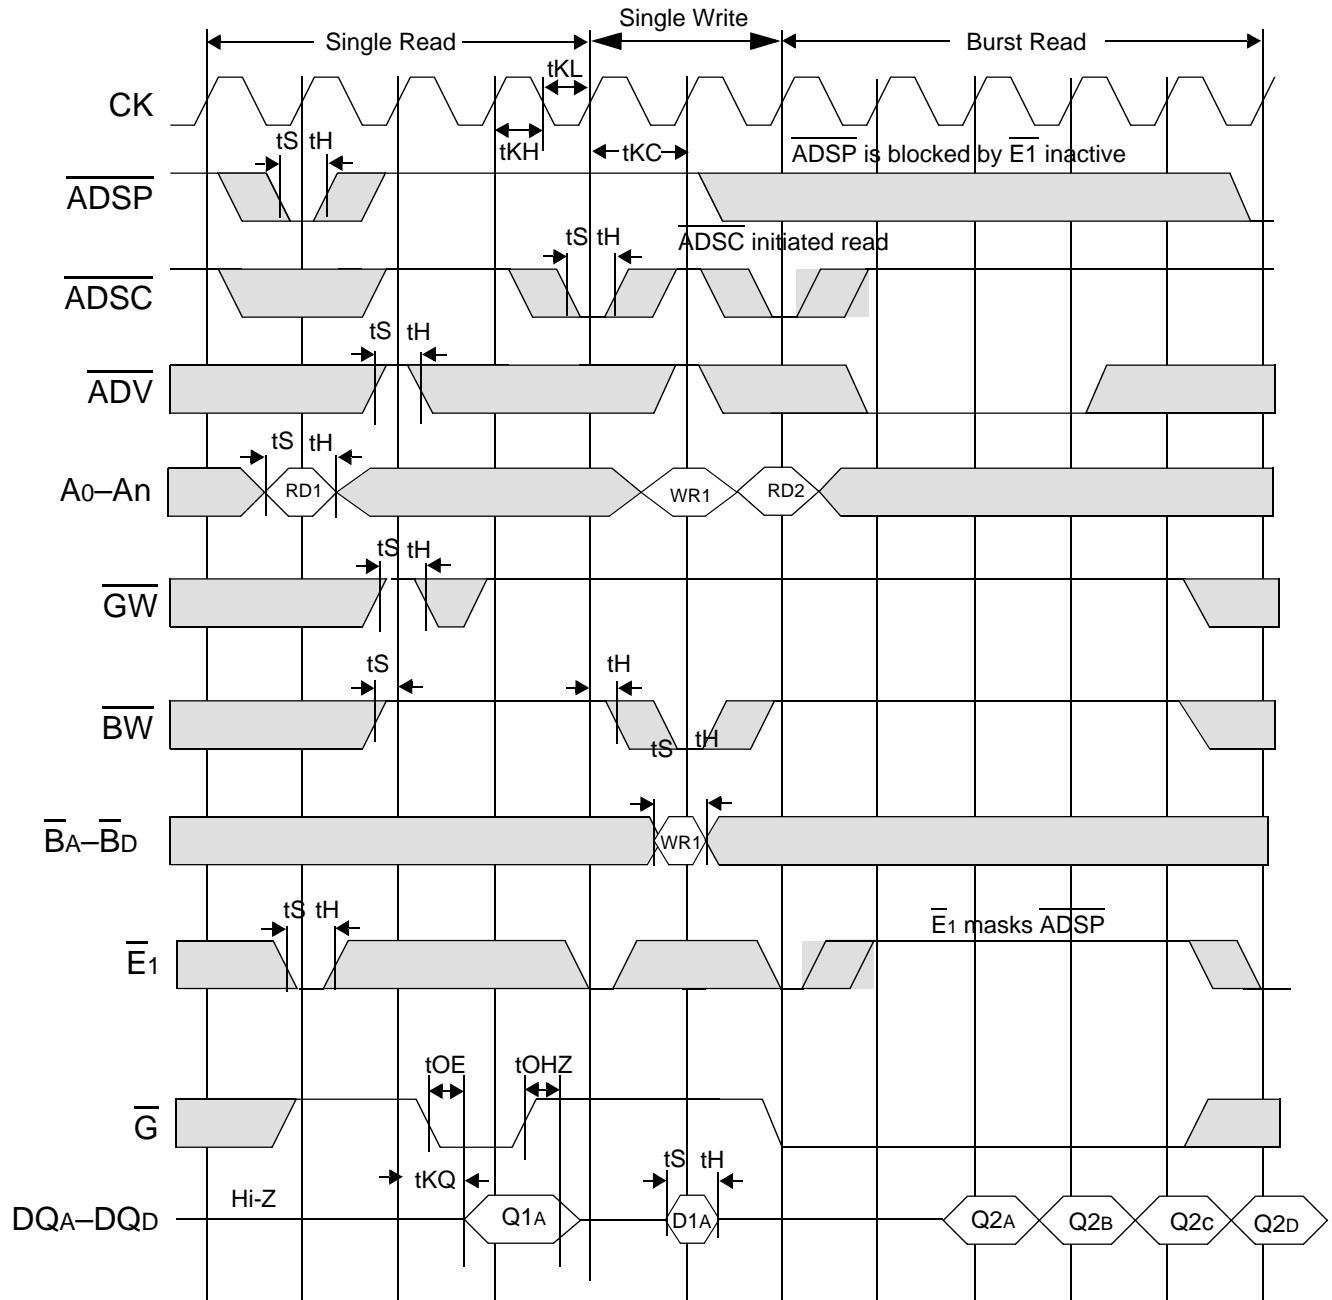 Single Write
Single Read
Burst Read
tKL
CK
tS tH
tKH
tKC
ADSP is blocked by E1 inactive
ADSP
tS tH
ADSC initiated read
ADSC
tS tH
ADV
tS tH
A0–An
RD1
WR1
RD2
tS tH
GW
tS
tH
BW
tS tH
BA–BD
WR1
tS tH
E1 masks ADSP
E1
tOE
tOHZ
G
tKQ
tS tH
Hi-Z
DQA–DQD
Q1A
D1A
Q2A
Q2B
Q2C
Q2D